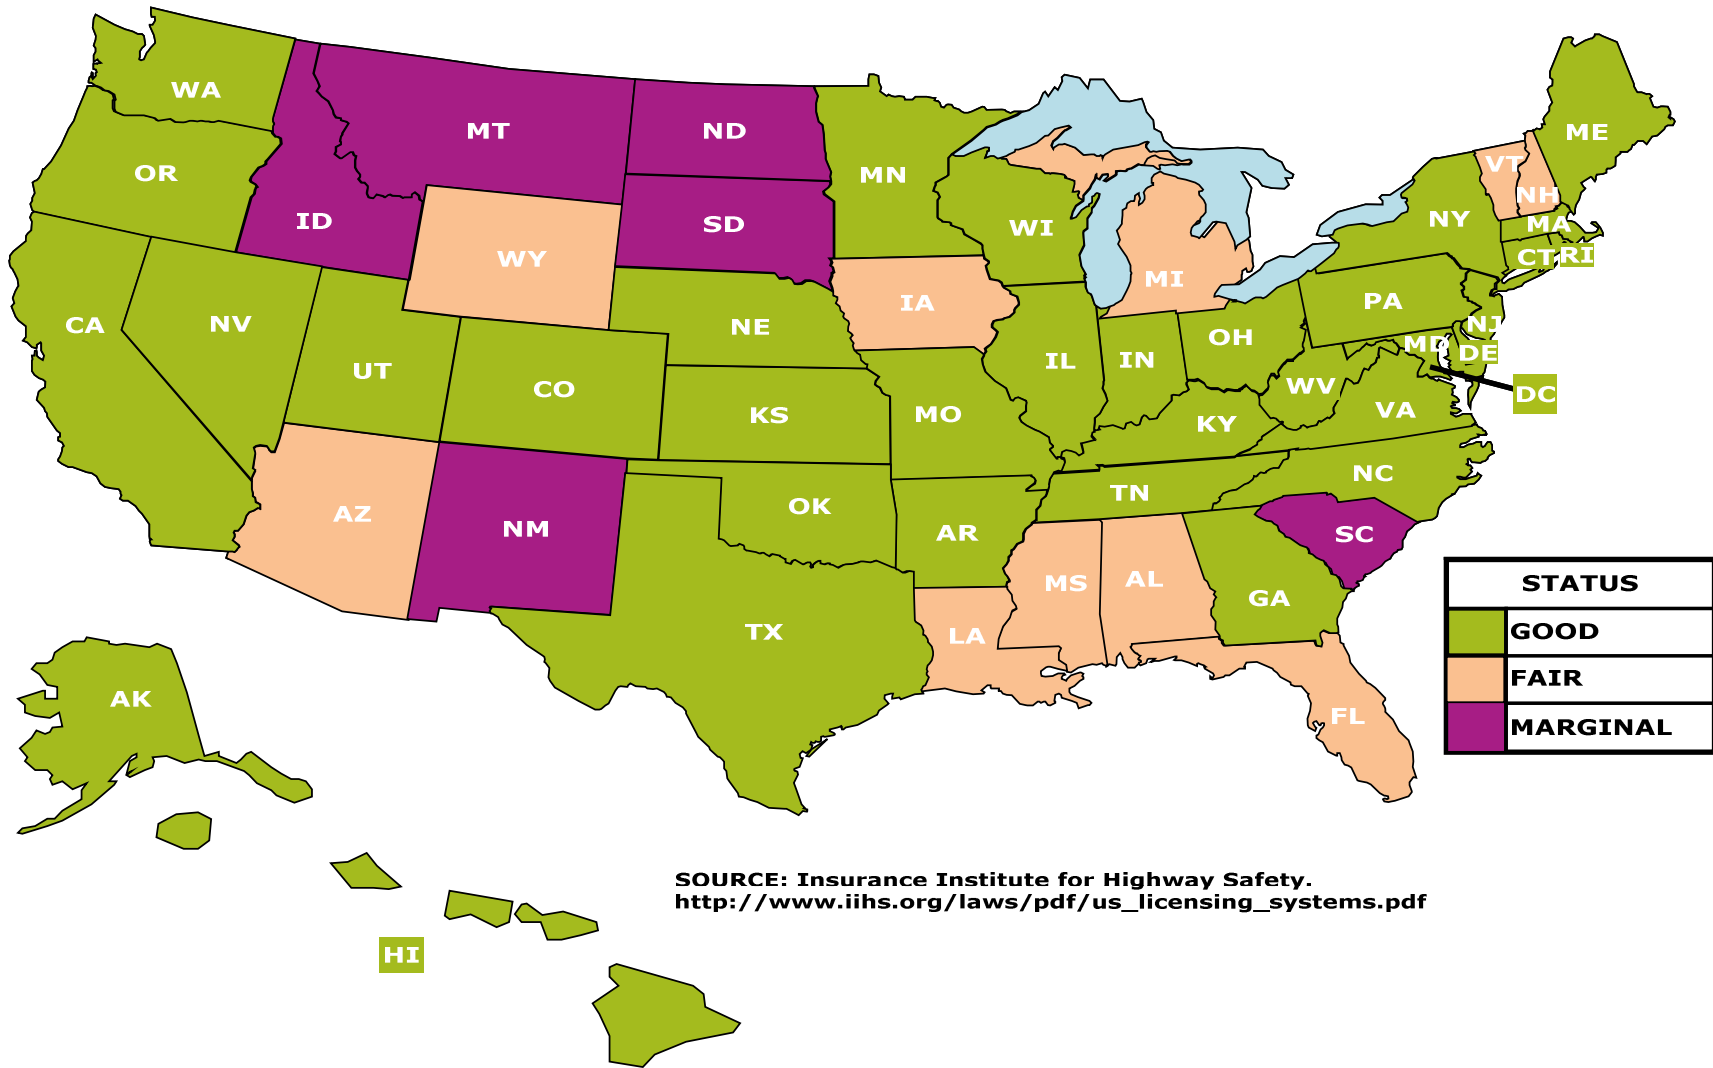 WA
MT
ND
ME
OR
MN
VT
NH
ID
SD
WI
NY
MA
WY
CT
RI
MI
IA
PA
CA
NV
NE
NJ
OH
MD
DE
UT
CO
IL
IN
WV
DC
KS
MO
VA
KY
NC
TN
AZ
NM
OK
AR
SC
MS
AL
GA
STATUS
GOOD
TX
LA
FAIR
AK
FL
MARGINAL
SOURCE: Insurance Institute for Highway Safety.
http://www.iihs.org/laws/pdf/us_licensing_systems.pdf
HI